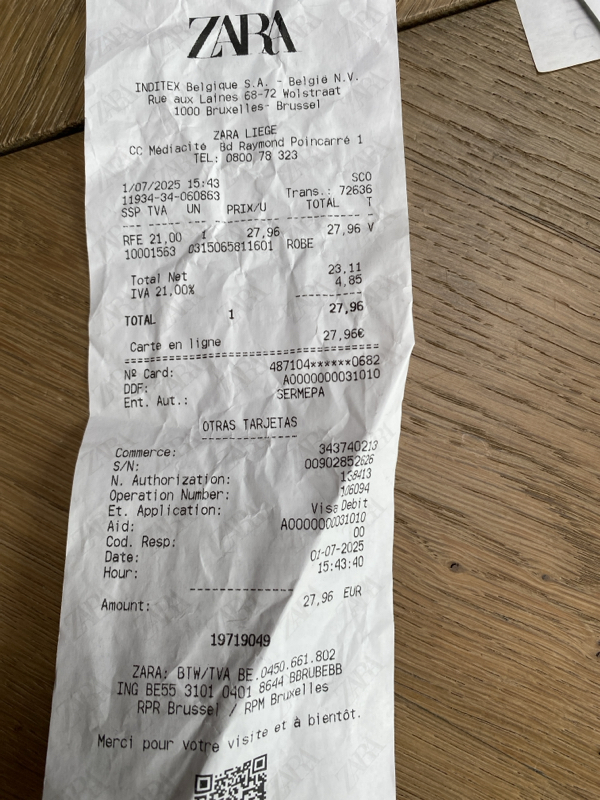 ZARA
INDITEX Belgique S.A. - België N.V.
Rue aux Laines 68-72 Wolstraat
1000 Bruxelles- Brussel
ZARA LIEGE
CC Médiacité Bd Raymond Poincarré 1
TEL: 0800 78 323
1/07/2025 15:43 SCO
11934-34-060863 Trans.: 72636
SSP TVA UN PRIX/U TOTAL T
RFE 21,00 1 27,96 27,96 V
10001563 0315065811601 ROBE
Total Net 23,11
IVA 21,00% 4,85
TOTAL 1 27,96
Carte en ligne 27,96€
Nº Card: 487104******0682
DDF: A0000000031010
Ent. Aut.: SERMEPA
OTRAS TARJETAS
Commerce: 343740213
S/N: 00902852626
N. Authorization: 138413
Operation Number: 106094
Et. Application: Visa Debit
Aid: A0000000031010
Cod. Resp: 00
Date: 01-07-2025
Hour: 15:43:40
Amount: 27,96 EUR
19719049
ZARA: BTW/TVA BE.0450.661.802
ING BE55 3101 0401 8644 BBRUBEBB
RPR Brussel / RPM Bruxelles
Merci pour votre visite et à bientôt.